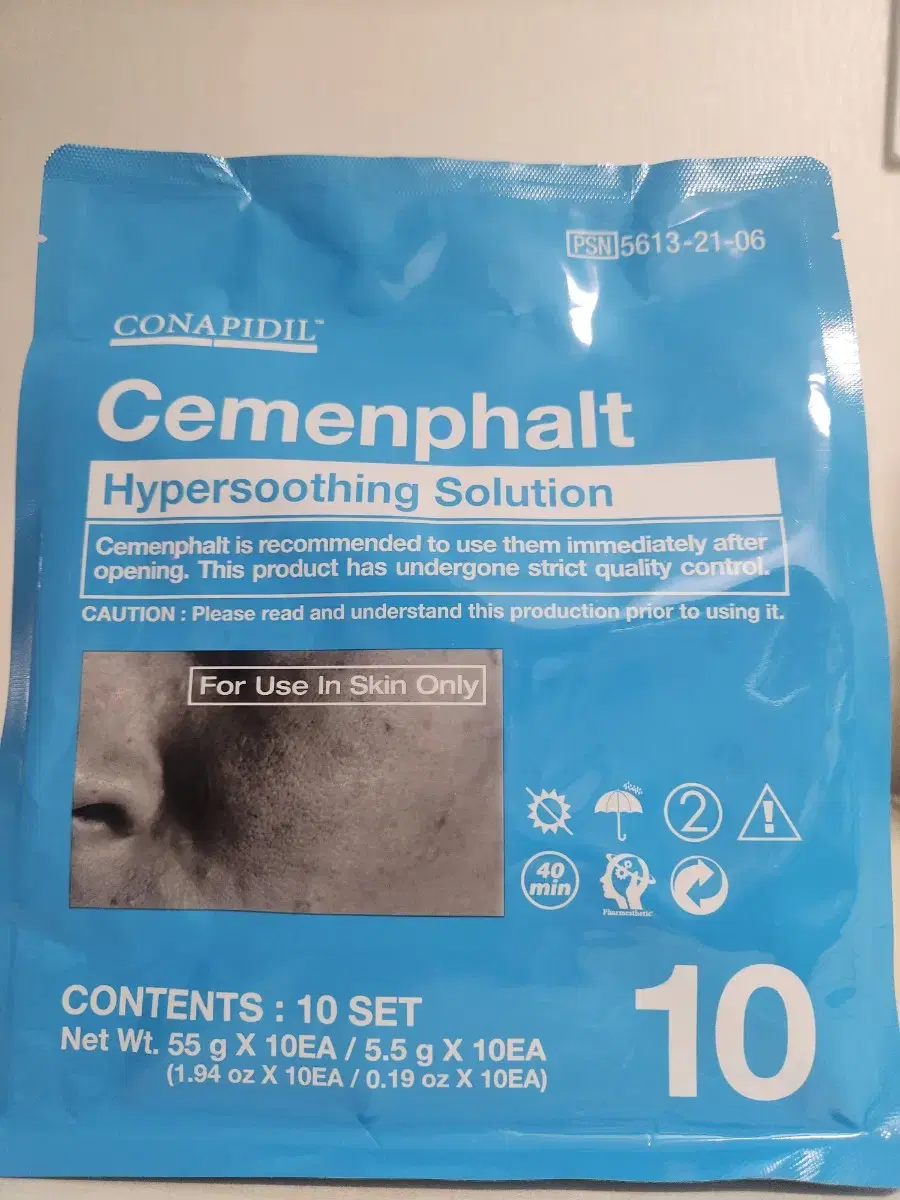 PSN 5613-21-06
CONAPIDIL™
Cemenphalt
Hypersoothing Solution
Cemenphalt is recommended to use them immediately after
opening. This product has undergone strict quality control.
CAUTION : Please read and understand this production prior to using it.
For Use In Skin Only
2
40
min
Pharmesthetic
CONTENTS : 10 SET
Net Wt. 55 g X 10EA / 5.5 g X 10EA
(1.94 oz X 10EA / 0.19 oz X 10EA)
10